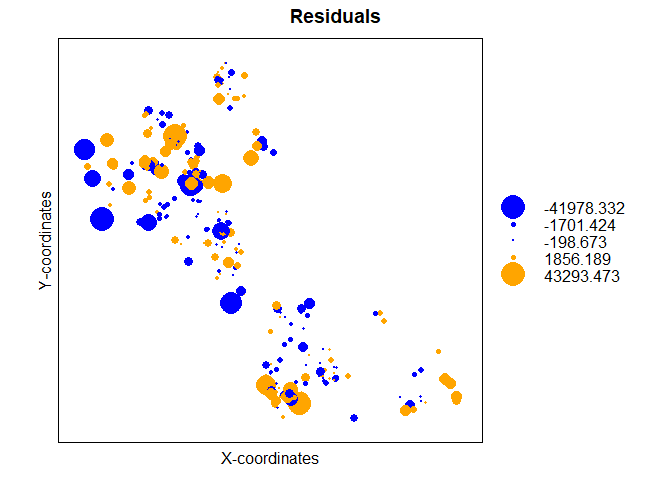 Residuals
Y-coordinates
-41978.332
-1701.424
-198.673
1856.189
43293.473
X-coordinates